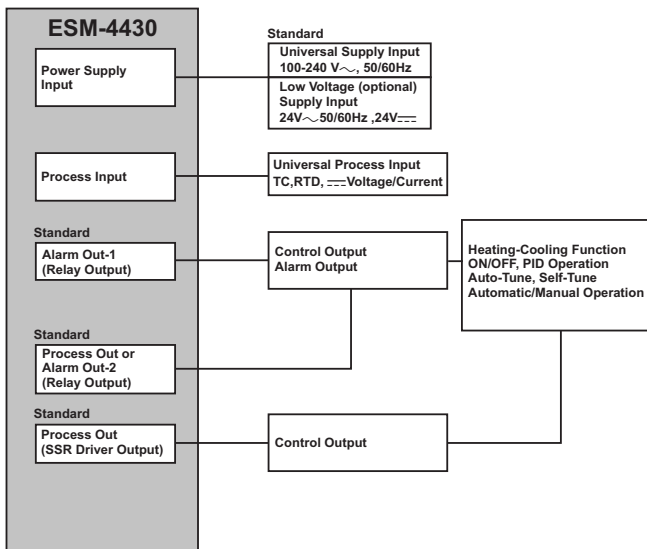 ESM-4430
Standard
Power Supply
Input
Universal Supply Input
100-240 V⏦, 50/60Hz
Low Voltage (optional)
Supply Input
24V⏦50/60Hz ,24V⎓
Process Input
Universal Process Input
TC,RTD, ⎓Voltage/Current
Standard
Alarm Out-1
(Relay Output)
Control Output
Alarm Output
Heating-Cooling Function
ON/OFF, PID Operation
Auto-Tune, Self-Tune
Automatic/Manual Operation
Standard
Process Out or
Alarm Out-2
(Relay Output)
Standard
Process Out
(SSR Driver Output)
Control Output